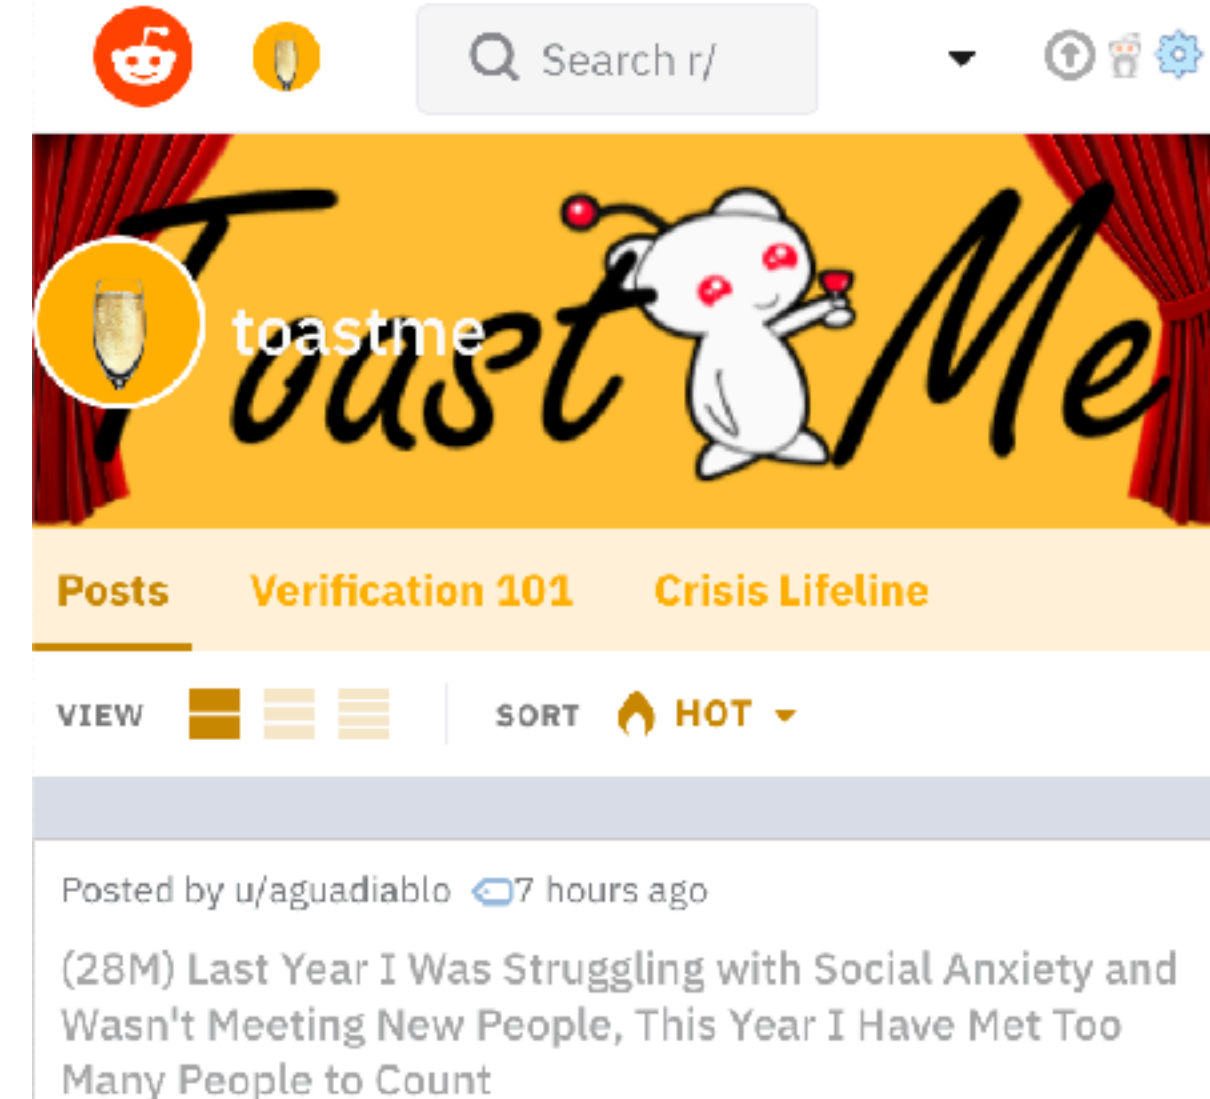 Search r/
Toast Me
toastme
Posts Verification 101 Crisis Lifeline
VIEW SORT HOT
Posted by u/aguadiablo 7 hours ago
(28M) Last Year I Was Struggling with Social Anxiety and
Wasn't Meeting New People, This Year I Have Met Too
Many People to Count